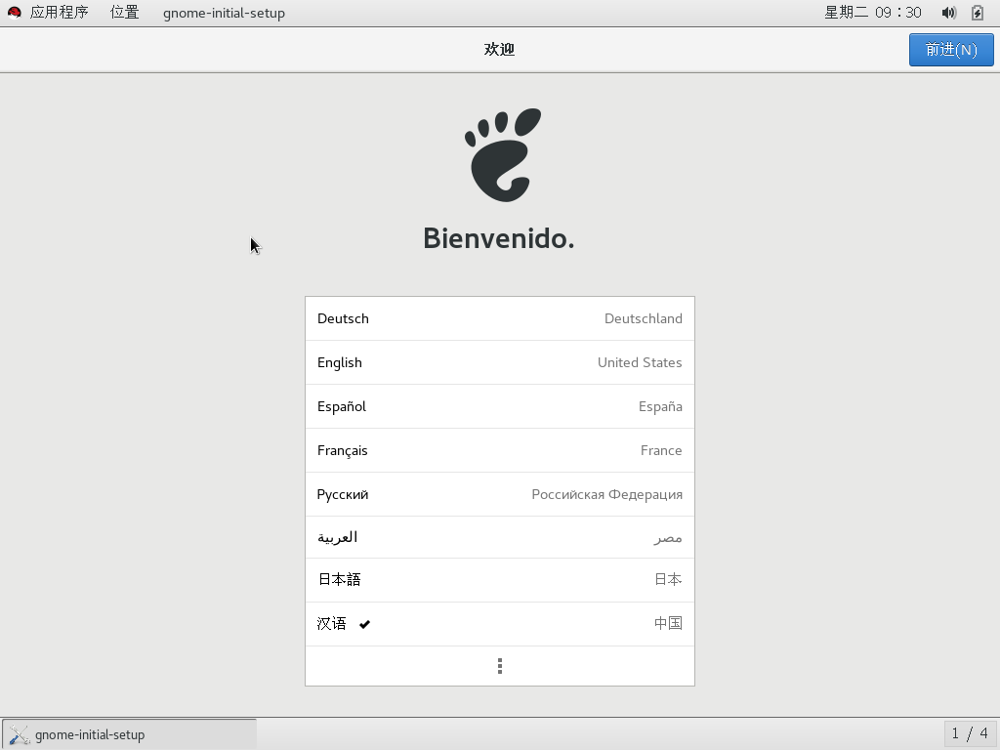 应用程序 位置 gnome-initial-setup 星期二 09：30
欢迎 前进(N)
Bienvenido.
Deutsch Deutschland
English United States
Español España
Français France
Русский Российская Федерация
العربية مصر
日本語 日本
汉语 中国
gnome-initial-setup 1 / 4